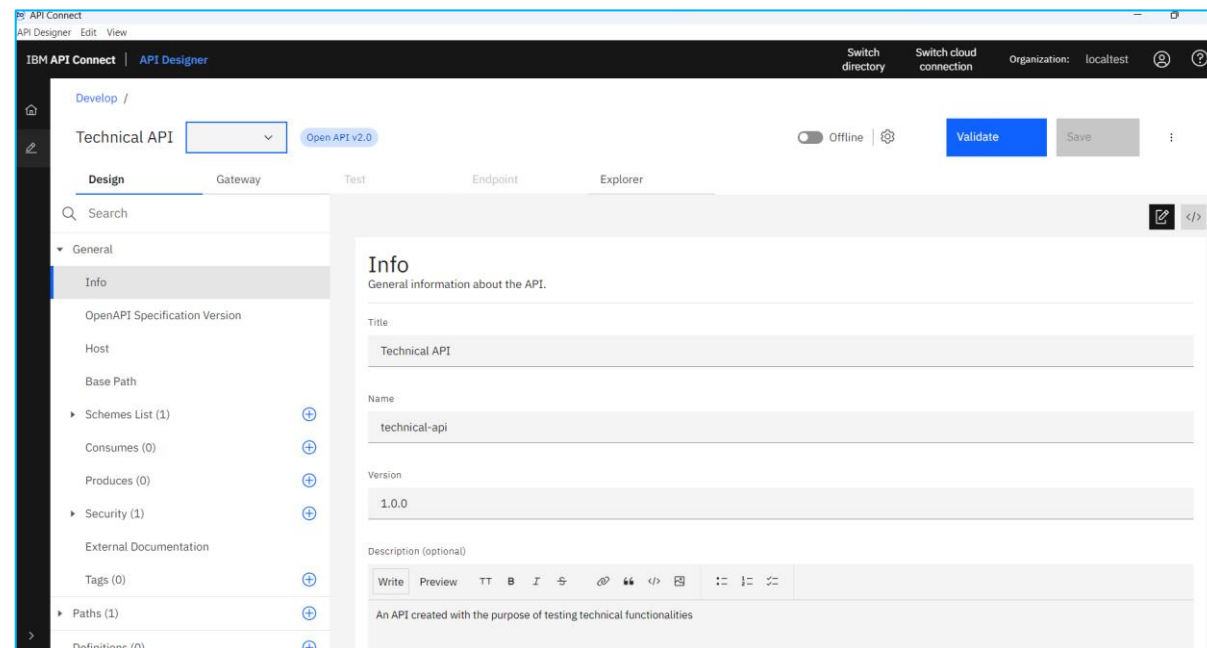 API Connect
API Designer Edit View
IBM API Connect | API Designer
Switch directory
Switch cloud connection
Organization: localtest
Develop /
Technical API
Open API v2.0
Offline
Validate
Save
Design Gateway Test Endpoint Explorer
Search
General
Info
OpenAPI Specification Version
Host
Base Path
Schemes List (1)
Consumes (0)
Produces (0)
Security (1)
External Documentation
Tags (0)
Paths (1)
Definitions (0)
Info
General information about the API.
Title
Technical API
Name
technical-api
Version
1.0.0
Description (optional)
Write Preview TT B I S
An API created with the purpose of testing technical functionalities